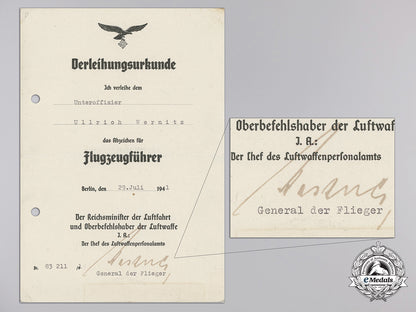 Verleihungsurkunde
Ich verleihe dem
Unteroffizier
Ullrich Wernitz
das Abzeichen für
Flugzeugführer
Berlin, den 29.Juli 1941
Der Reichsminister der Luftfahrt
und Oberbefehlshaber der Luftwaffe
J. A.:
Der Chef des Luftwaffenpersonalamts
Nr. 63 211
General der Flieger
Oberbefehlshaber der Luftwaf
J. A.:
Der Chef des Luftwaffenpersonalamts
General der Flieger
eMedals